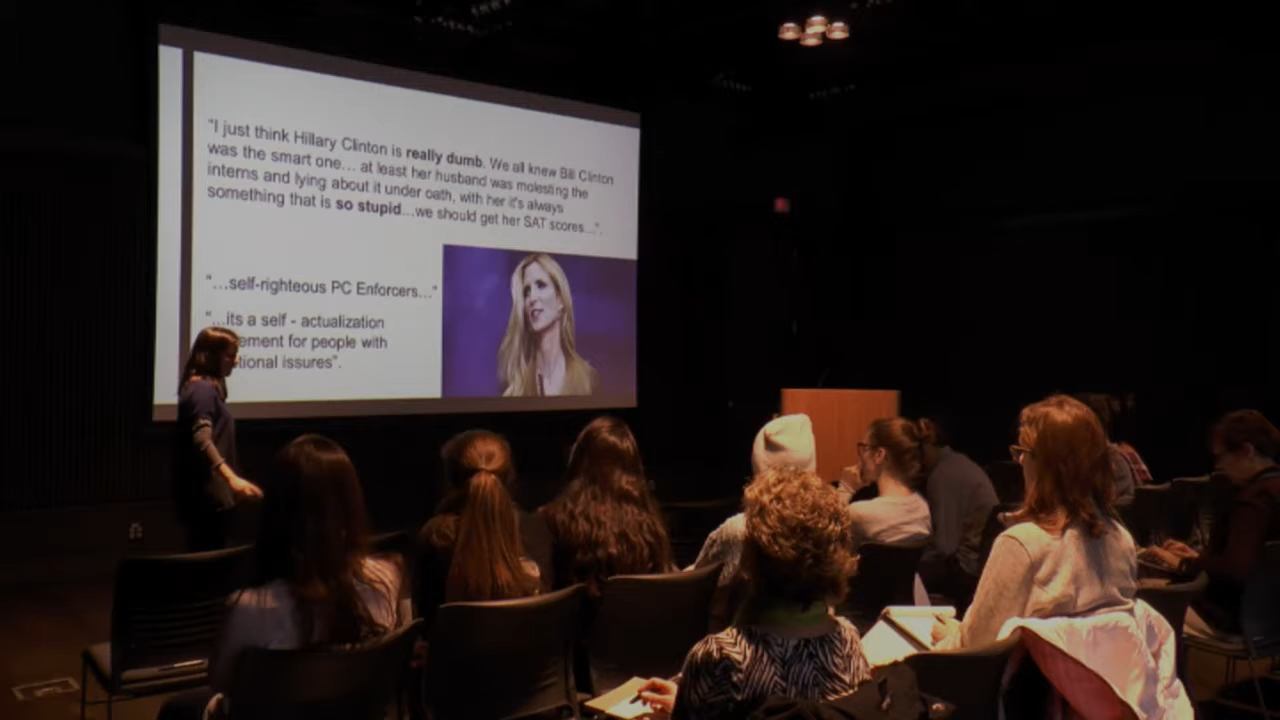 "I just think Hillary Clinton is really dumb. We all knew Bill Clinton
was the smart one... at least her husband was molesting the
interns and lying about it under oath, with her it's always
something that is so stupid...we should get her SAT scores...".
"...self-righteous PC Enforcers..."
"...its a self - actualization
ement for people with
tional issures".